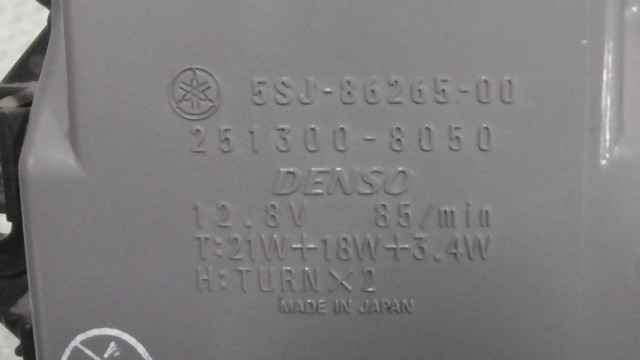 5SJ-86265-00
251300-8050
DENSO
12.8V 85/min
T:21W+18W+3.4W
H:TURN×2
MADE IN JAPAN